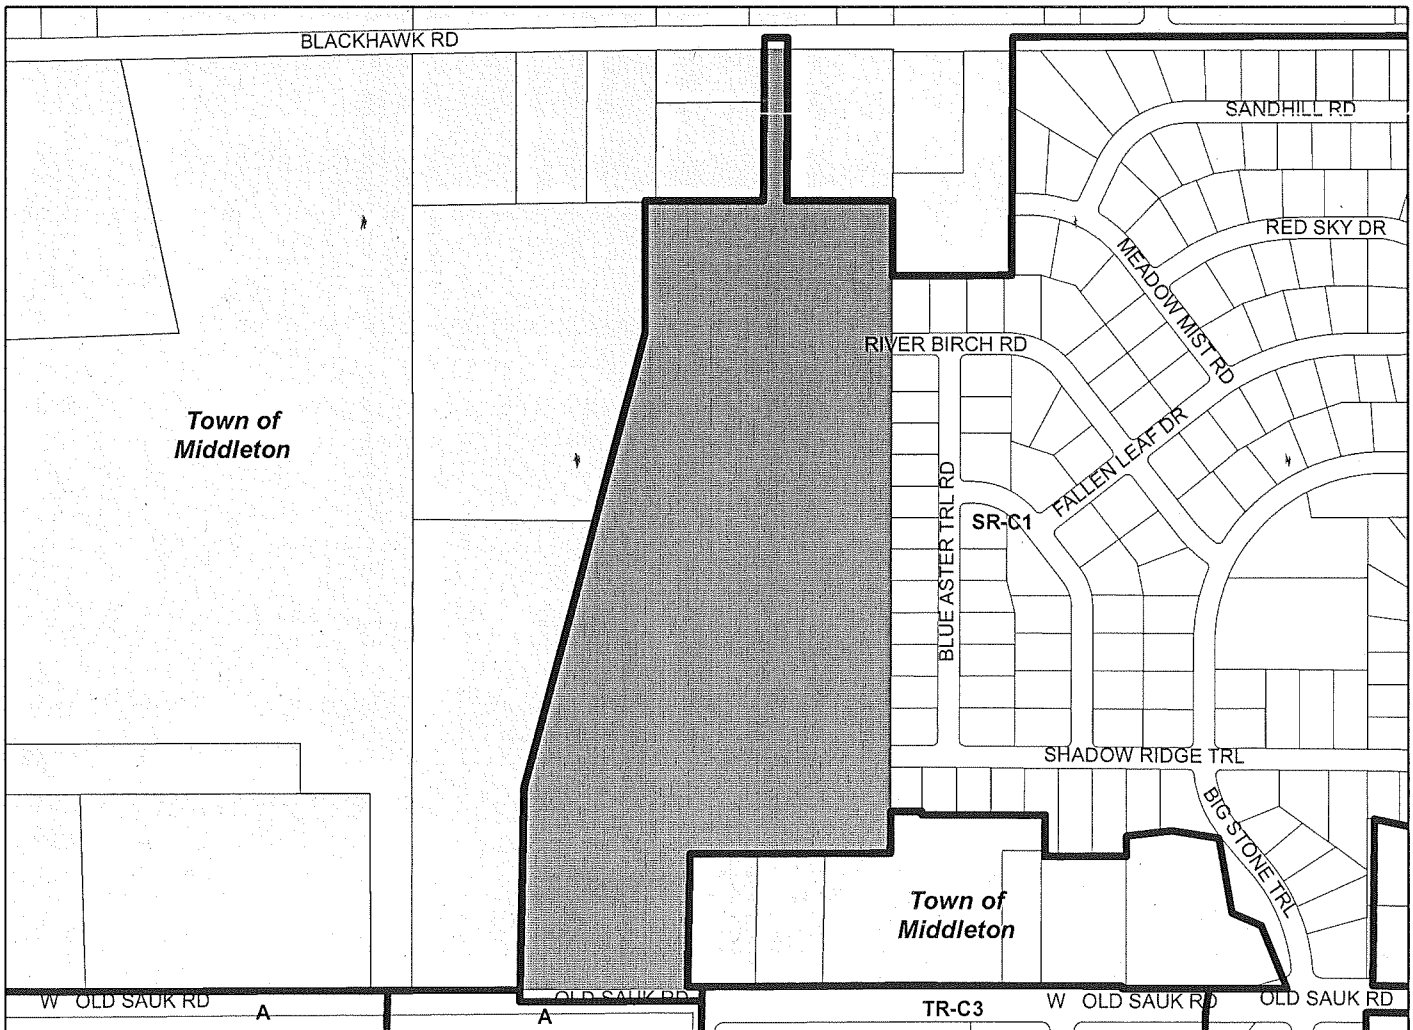 BLACKHAWK RD
SANDHILL RD
RED SKY DR
MEADOW MIST RD
RIVER BIRCH RD
Town of
Middleton
FALLEN LEAF DR
BLUE ASTER TRL RD
SR-C1
SHADOW RIDGE TRL
BIG STONE TRL
Town of
Middleton
W OLD SAUK RD
OLD SAUK RD
W OLD SAUK RD
OLD SAUK RD
A
A
TR-C3